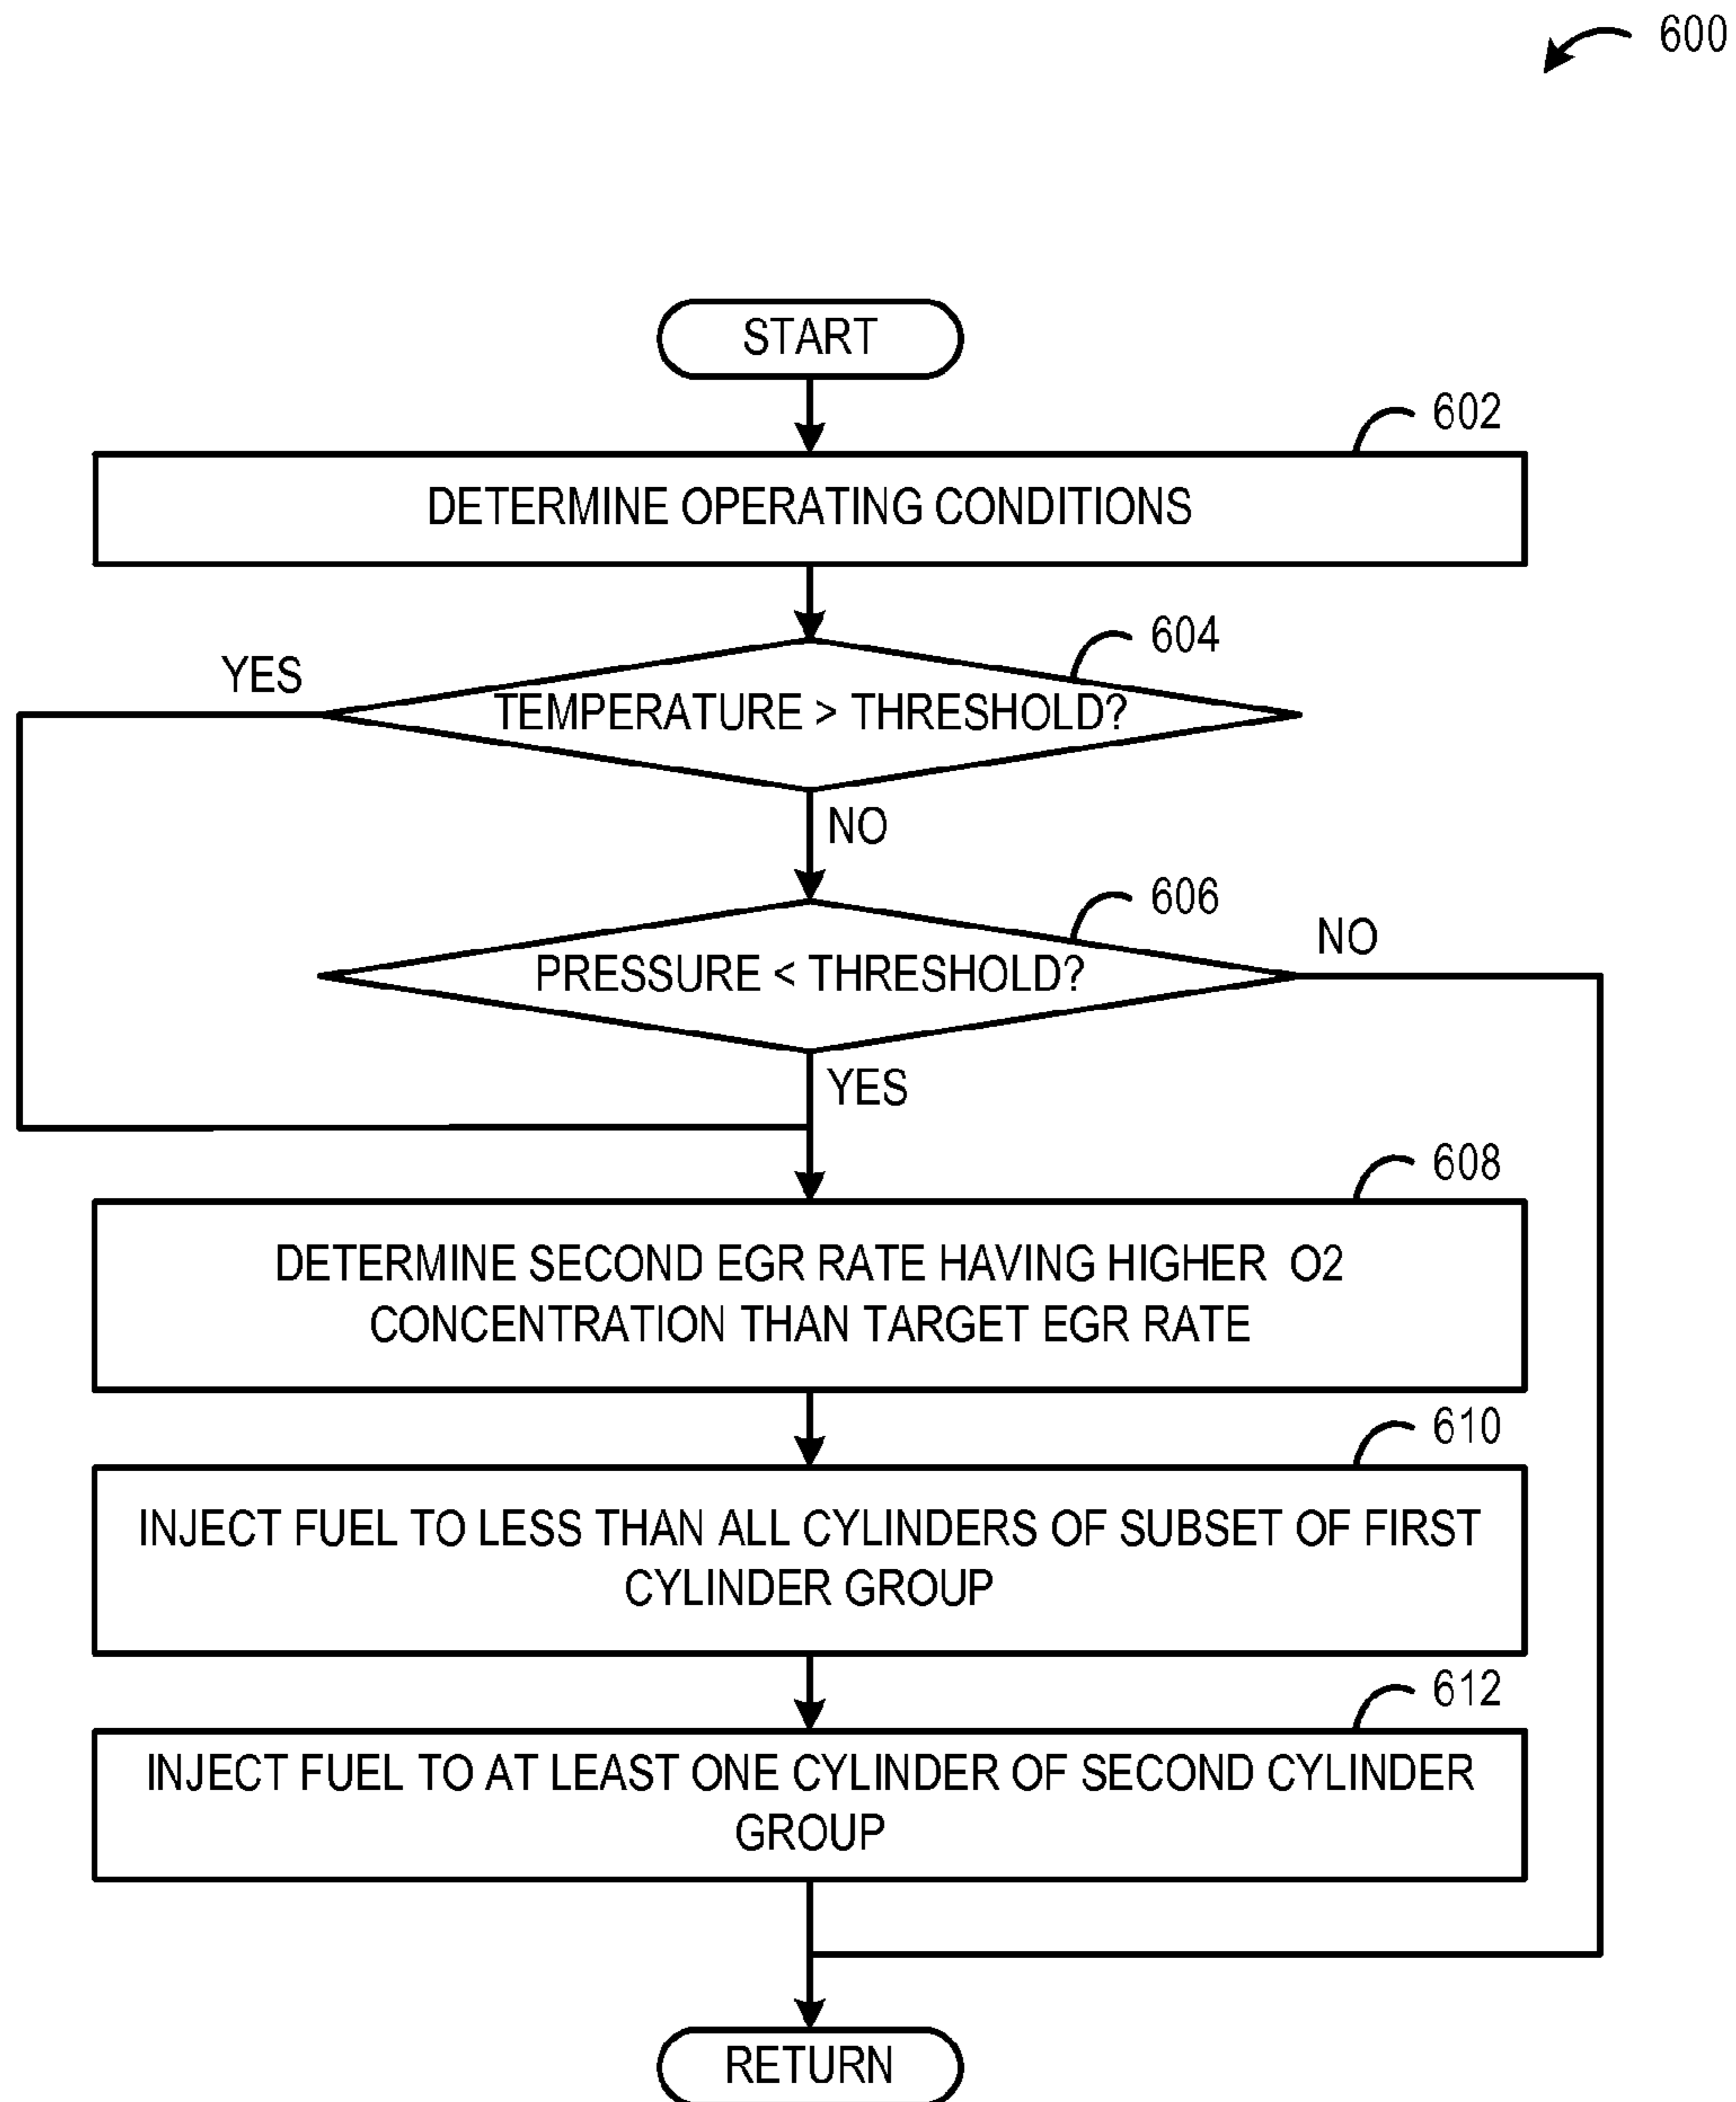 600
START
602
DETERMINE OPERATING CONDITIONS
604
YES
TEMPERATURE > THRESHOLD?
NO
606
NO
PRESSURE < THRESHOLD?
YES
608
DETERMINE SECOND EGR RATE HAVING HIGHER O2
CONCENTRATION THAN TARGET EGR RATE
610
INJECT FUEL TO LESS THAN ALL CYLINDERS OF SUBSET OF FIRST
CYLINDER GROUP
612
INJECT FUEL TO AT LEAST ONE CYLINDER OF SECOND CYLINDER
GROUP
RETURN